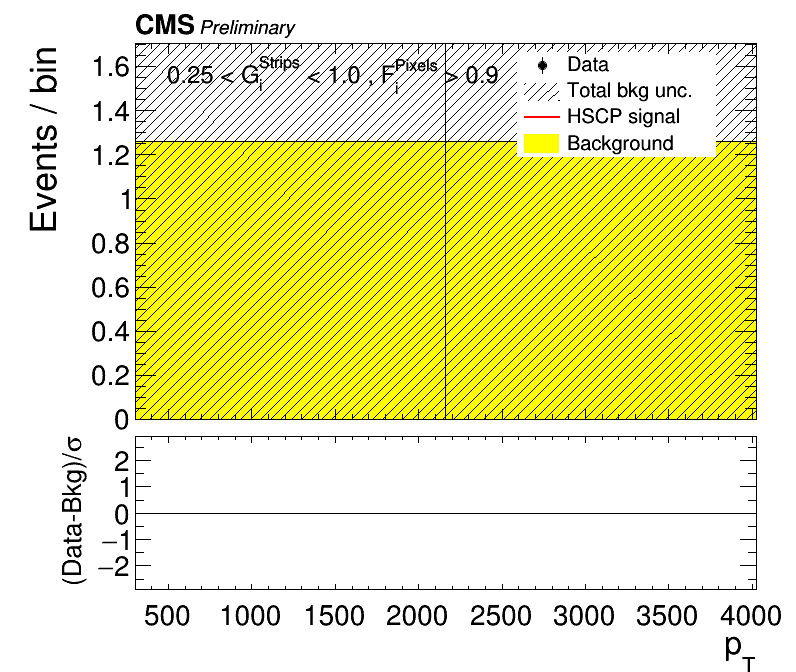 CMS Preliminary
Events / bin
0.25 < G_i^Strips < 1.0 , F_i^Pixels > 0.9
Data
Total bkg unc.
HSCP signal
Background
1.6
1.4
1.2
1
0.8
0.6
0.4
0.2
0
(Data-Bkg)/σ
2
1
0
−1
−2
500 1000 1500 2000 2500 3000 3500 4000
p_T